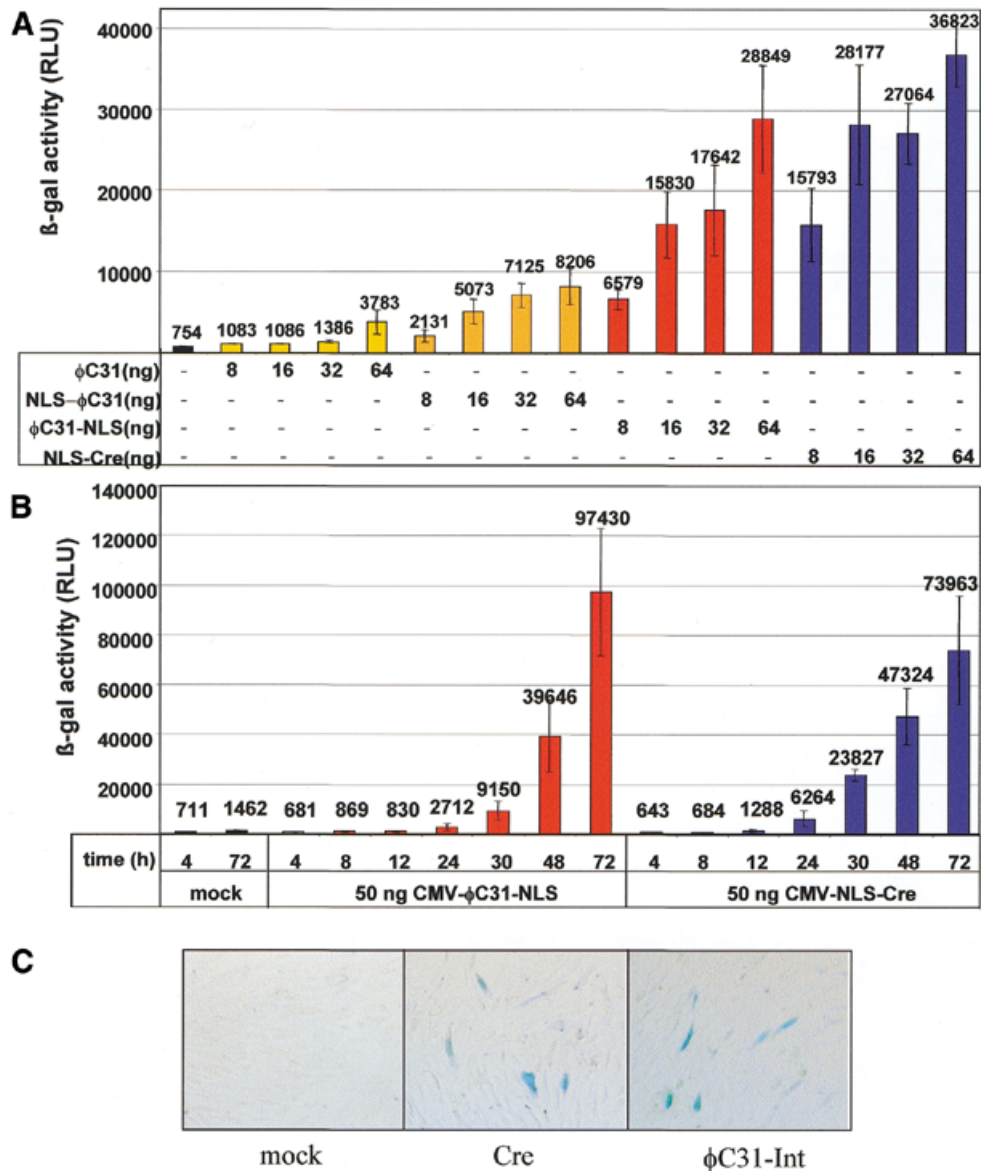 A
ß-gal activity (RLU)
40000
30000
20000
10000
754 1083 1086 1386 3783 2131 5073 7125 8206 6579 15830 17642 28849 15793 28177 27064 36823
ϕC31(ng) - 8 16 32 64 - - - - - - - - - - - -
NLS-ϕC31(ng) - - - - - 8 16 32 64 - - - - - - - -
ϕC31-NLS(ng) - - - - - - - - - 8 16 32 64 - - - -
NLS-Cre(ng) - - - - - - - - - - - - - 8 16 32 64
B
ß-gal activity (RLU)
140000
120000
100000
80000
60000
40000
20000
711 1462 681 869 830 2712 9150 39646 97430 643 684 1288 6264 23827 47324 73963
time (h) 4 72 4 8 12 24 30 48 72 4 8 12 24 30 48 72
mock 50 ng CMV-ϕC31-NLS 50 ng CMV-NLS-Cre
C
mock Cre ϕC31-Int